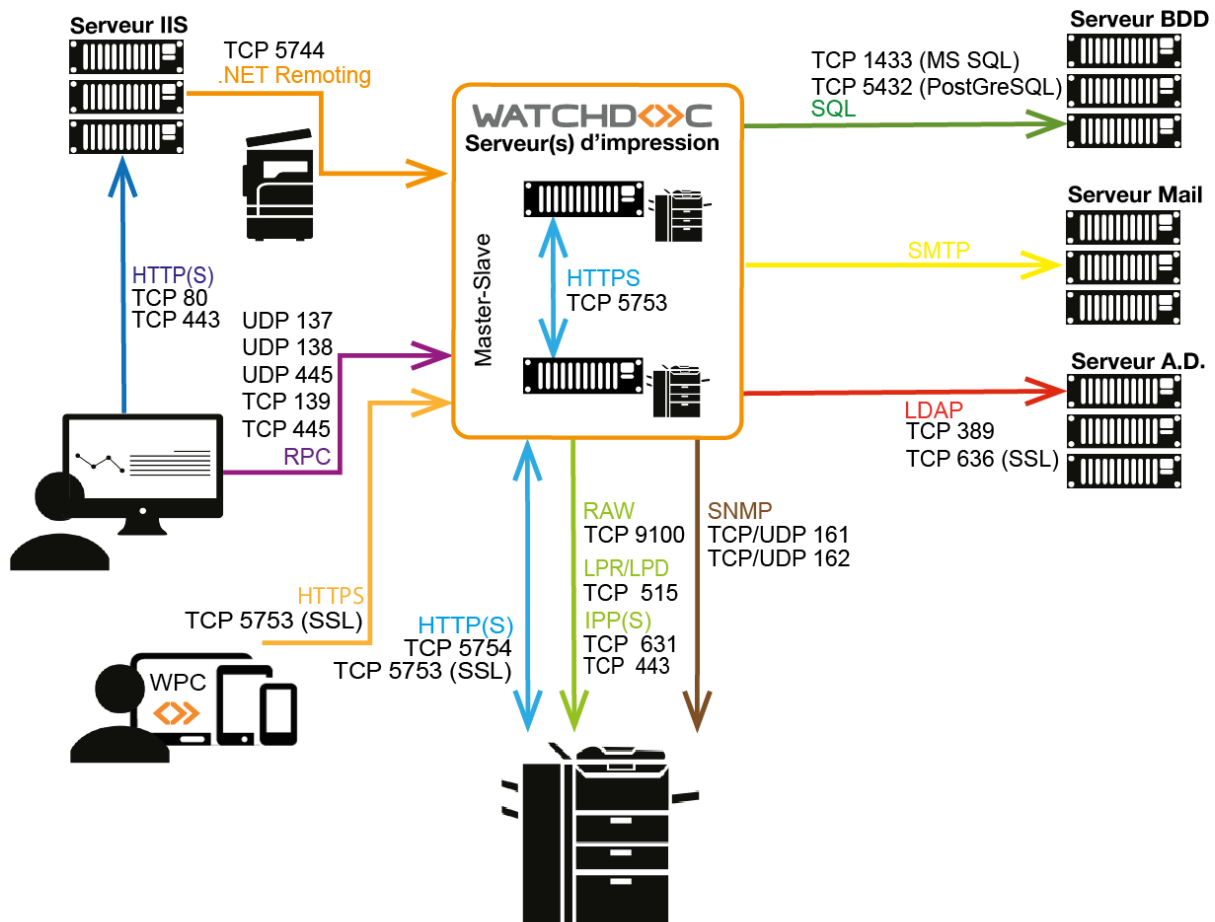 Serveur IIS
TCP 5744
.NET Remoting
HTTP(S)
TCP 80
TCP 443
UDP 137
UDP 138
UDP 445
TCP 139
TCP 445
RPC
HTTPS
TCP 5753 (SSL)
WPC
WATCHDOC
Serveur(s) d'impression
Master-Slave
HTTPS
TCP 5753
HTTP(S)
TCP 5754
TCP 5753 (SSL)
RAW
TCP 9100
LPR/LPD
TCP 515
IPP(S)
TCP 631
TCP 443
SNMP
TCP/UDP 161
TCP/UDP 162
Serveur BDD
TCP 1433 (MS SQL)
TCP 5432 (PostGreSQL)
SQL
Serveur Mail
SMTP
Serveur A.D.
LDAP
TCP 389
TCP 636 (SSL)